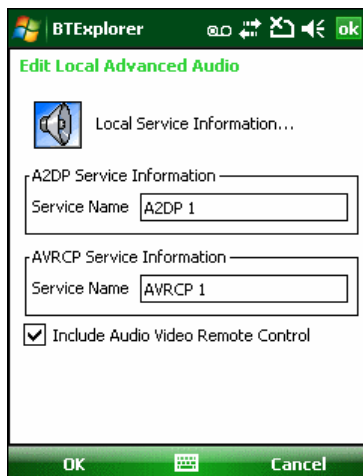 BTExplorer
ok
Edit Local Advanced Audio
Local Service Information...
A2DP Service Information
Service Name A2DP 1
AVRCP Service Information
Service Name AVRCP 1
Include Audio Video Remote Control
OK Cancel